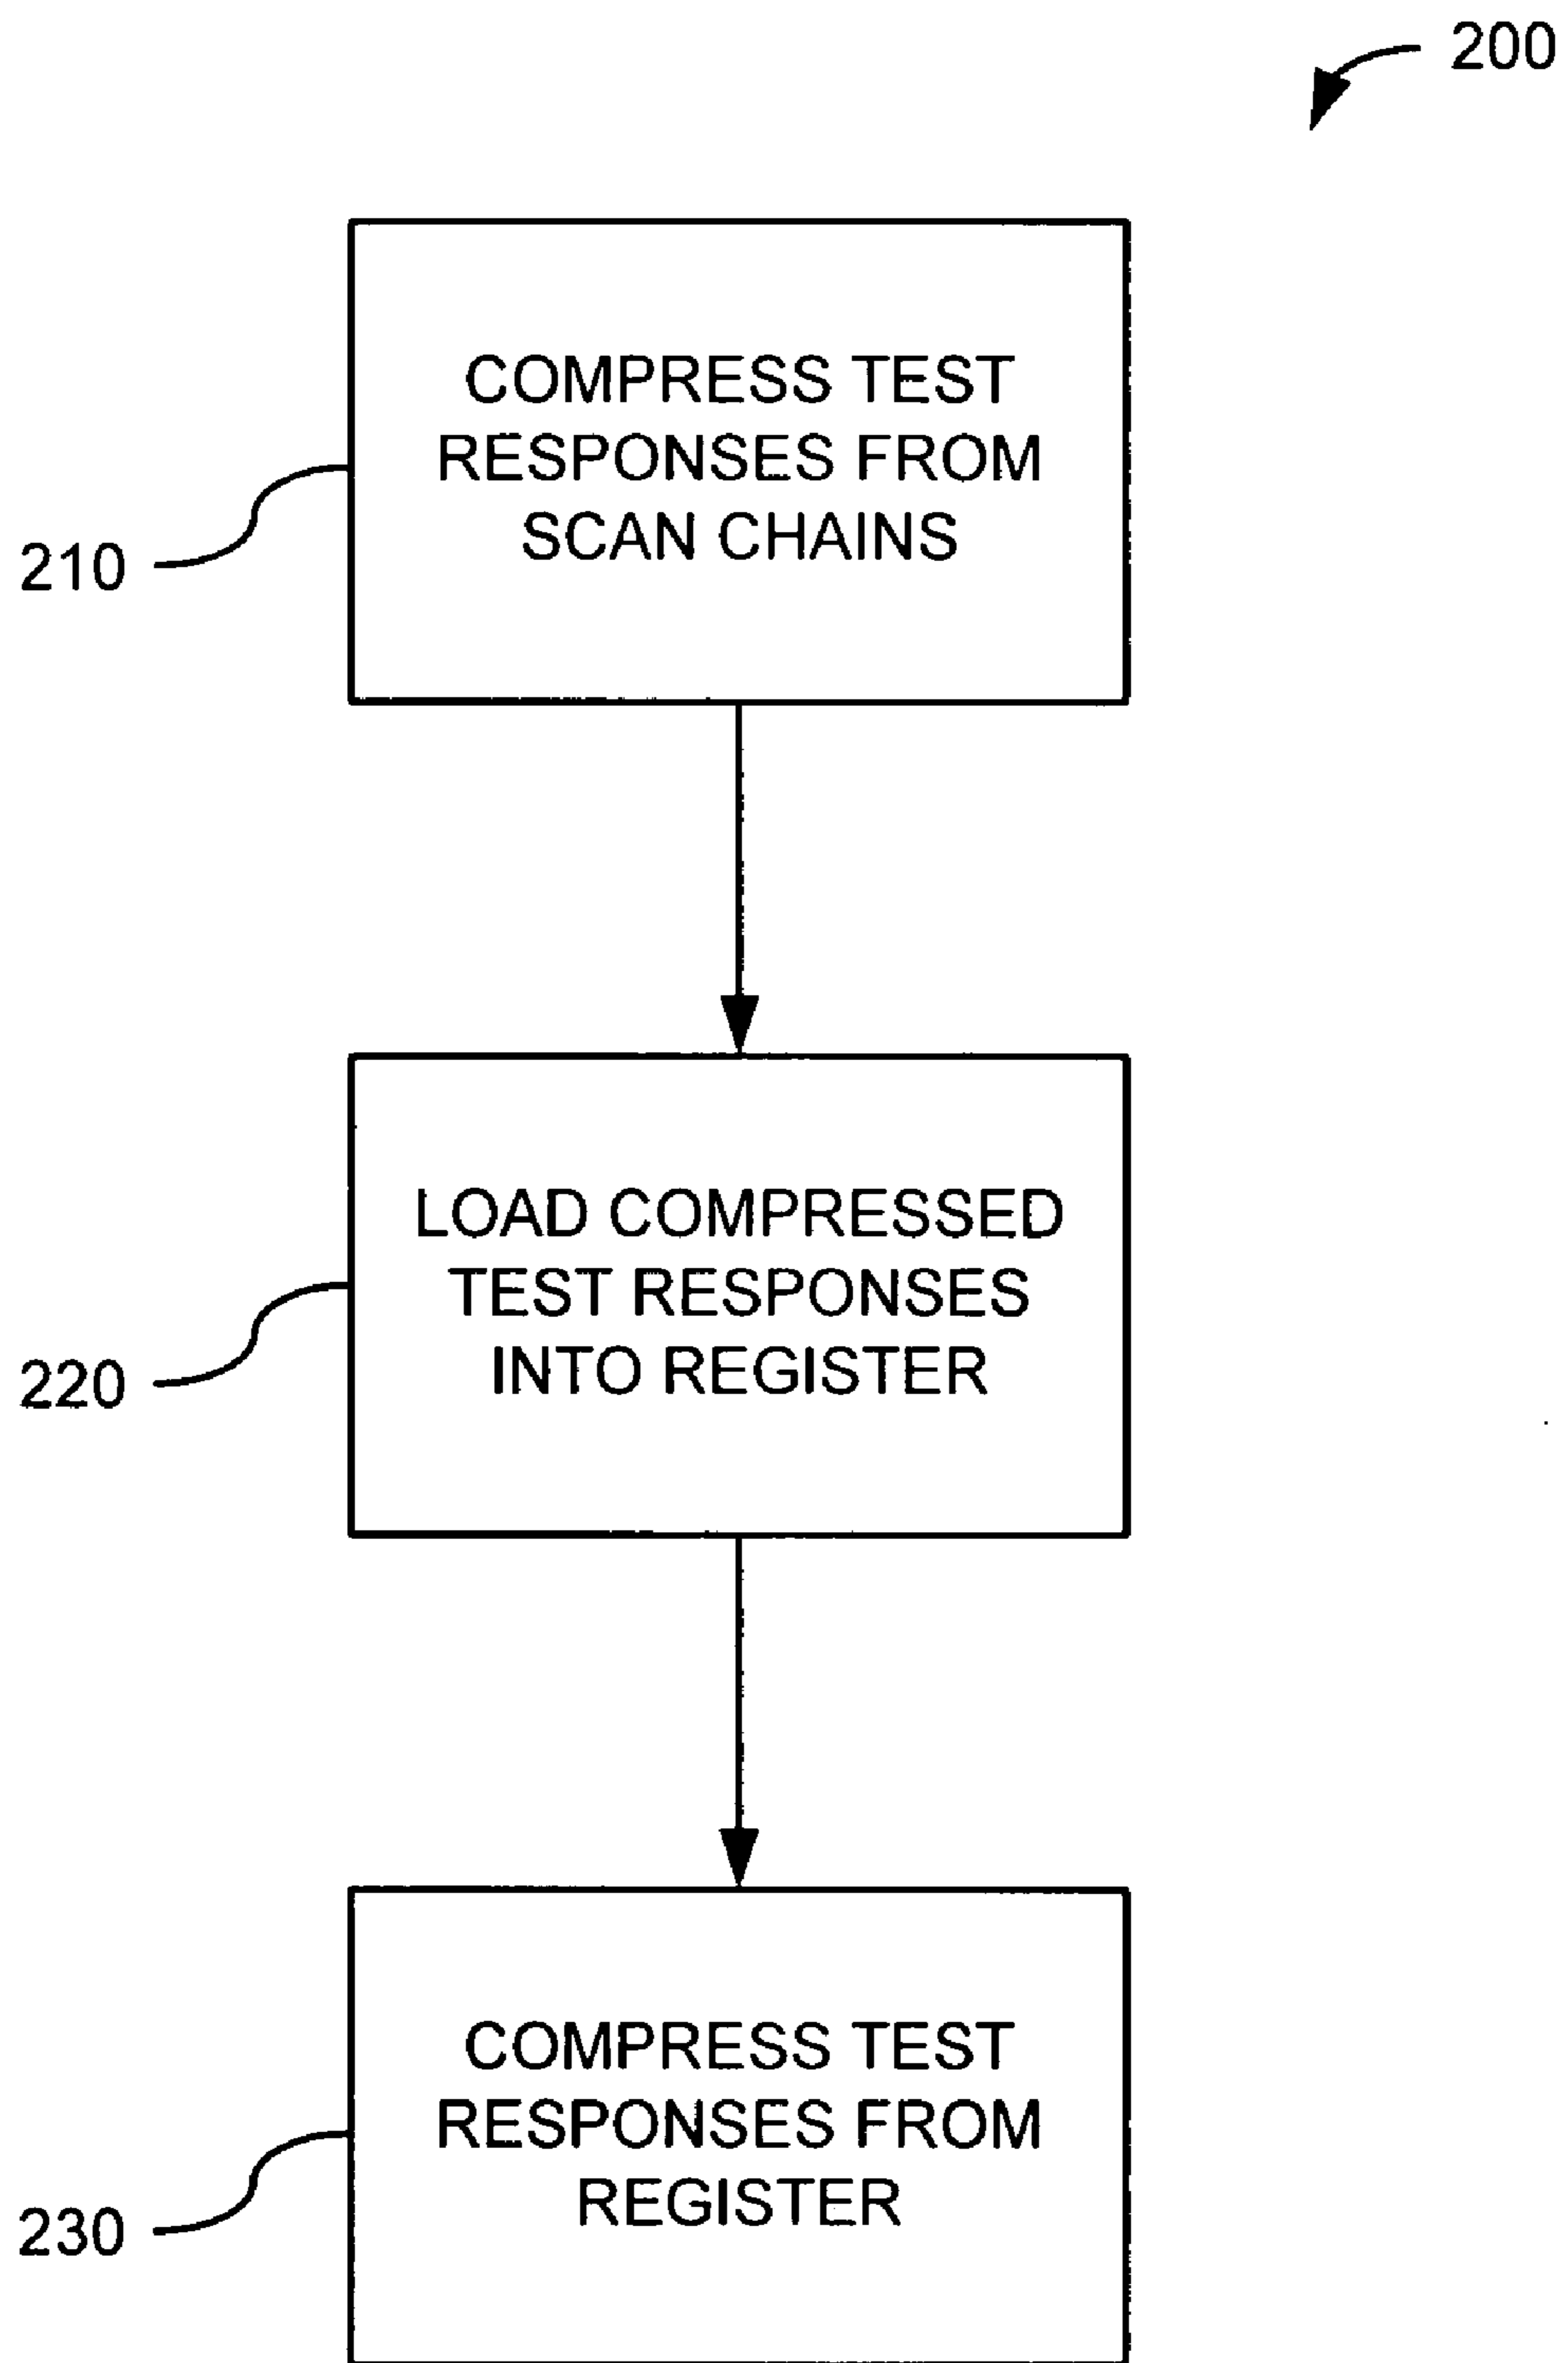 200
COMPRESS TEST
RESPONSES FROM
SCAN CHAINS
210
LOAD COMPRESSED
TEST RESPONSES
INTO REGISTER
220
COMPRESS TEST
RESPONSES FROM
REGISTER
230